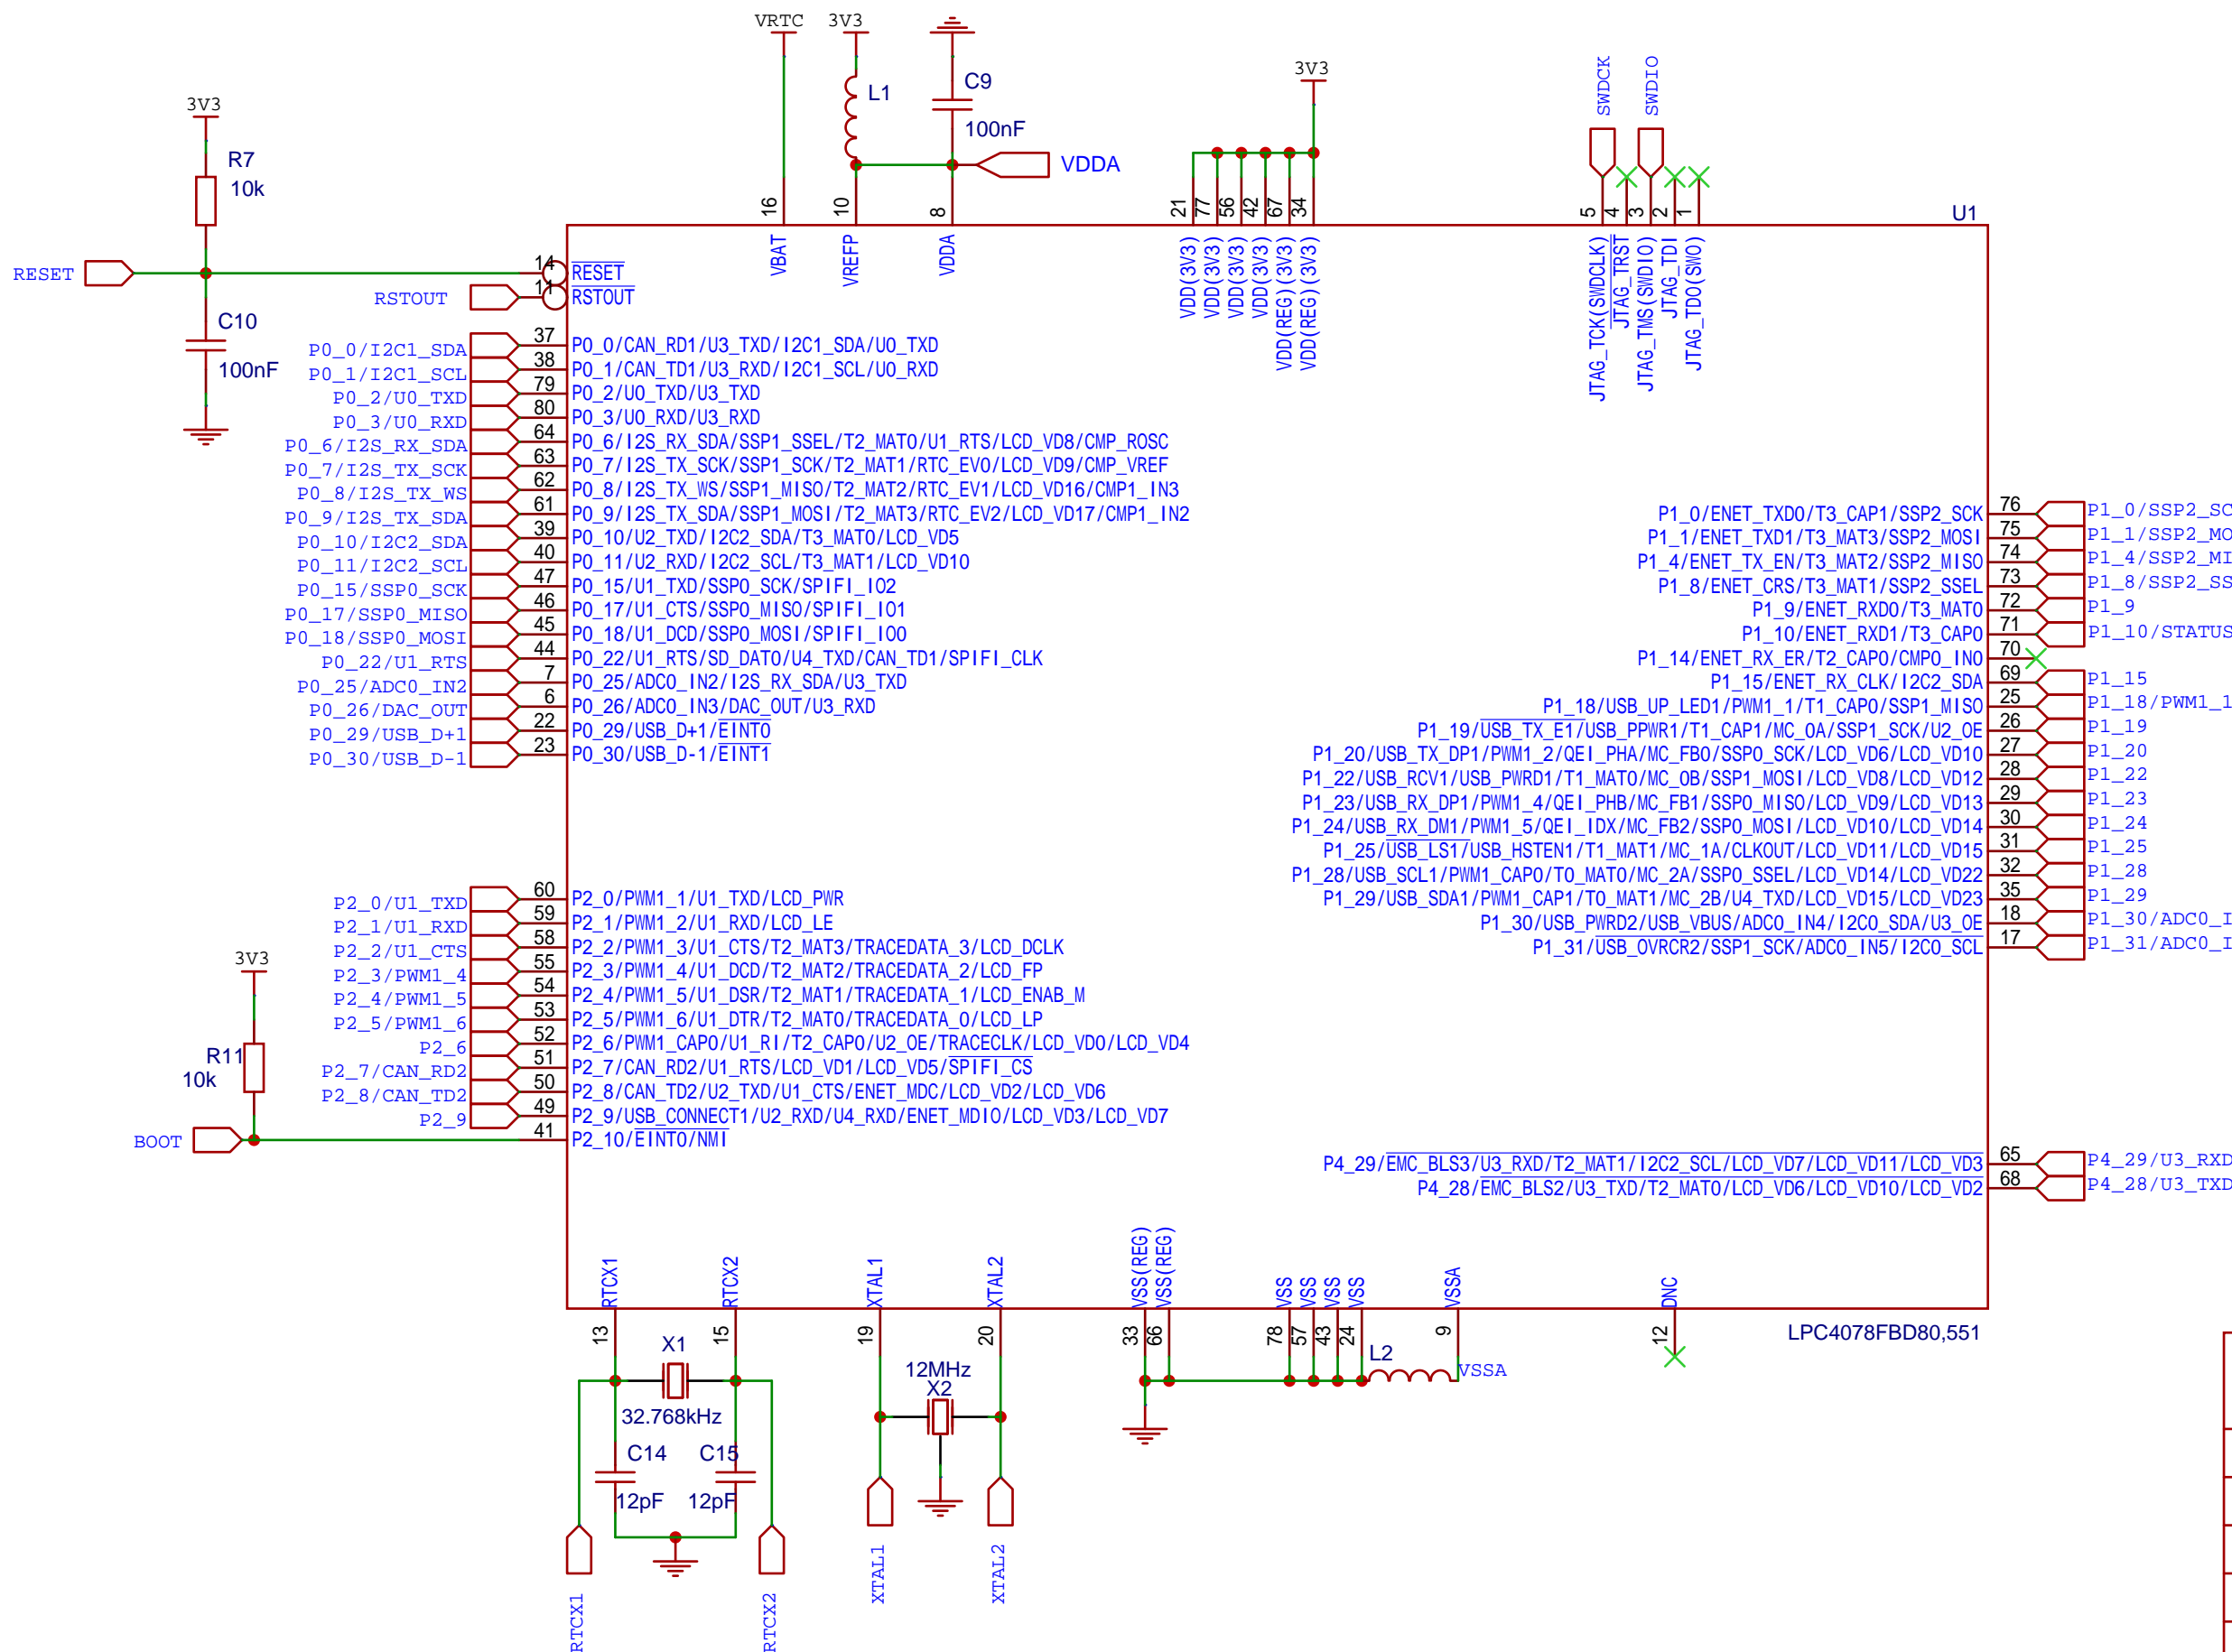 VRTC
3V3
L1
C9
100nF
VDDA
3V3
SWDCK
SWDIO
3V3
R7
10k
16
10
8
21
77
56
42
67
34
5
4
3
2
1
U1
VBAT
VREFP
VDDA
VDD(3V3)
VDD(3V3)
VDD(3V3)
VDD(3V3)
VDD(REG)(3V3)
VDD(REG)(3V3)
JTAG_TCK(SWDCLK)
JTAG_TRST
JTAG_TMS(SWDIO)
JTAG_TDI
JTAG_TDO(SWO)
RESET
14 RESET
RSTOUT 11 RSTOUT
C10
100nF
P0_0/I2C1_SDA 37 P0_0/CAN_RD1/U3_TXD/I2C1_SDA/U0_TXD
P0_1/I2C1_SCL 38 P0_1/CAN_TD1/U3_RXD/I2C1_SCL/U0_RXD
P0_2/U0_TXD 79 P0_2/U0_TXD/U3_TXD
P0_3/U0_RXD 80 P0_3/U0_RXD/U3_RXD
P0_6/I2S_RX_SDA 64 P0_6/I2S_RX_SDA/SSP1_SSEL/T2_MAT0/U1_RTS/LCD_VD8/CMP_ROSC
P0_7/I2S_TX_SCK 63 P0_7/I2S_TX_SCK/SSP1_SCK/T2_MAT1/RTC_EV0/LCD_VD9/CMP_VREF
P0_8/I2S_TX_WS 62 P0_8/I2S_TX_WS/SSP1_MISO/T2_MAT2/RTC_EV1/LCD_VD16/CMP1_IN3
P0_9/I2S_TX_SDA 61 P0_9/I2S_TX_SDA/SSP1_MOSI/T2_MAT3/RTC_EV2/LCD_VD17/CMP1_IN2
P0_10/I2C2_SDA 39 P0_10/U2_TXD/I2C2_SDA/T3_MAT0/LCD_VD5
P0_11/I2C2_SCL 40 P0_11/U2_RXD/I2C2_SCL/T3_MAT1/LCD_VD10
P0_15/SSP0_SCK 47 P0_15/U1_TXD/SSP0_SCK/SPIFI_IO2
P0_17/SSP0_MISO 46 P0_17/U1_CTS/SSP0_MISO/SPIFI_IO1
P0_18/SSP0_MOSI 45 P0_18/U1_DCD/SSP0_MOSI/SPIFI_IO0
P0_22/U1_RTS 44 P0_22/U1_RTS/SD_DAT0/U4_TXD/CAN_TD1/SPIFI_CLK
P0_25/ADC0_IN2 7 P0_25/ADC0_IN2/I2S_RX_SDA/U3_TXD
P0_26/DAC_OUT 6 P0_26/ADC0_IN3/DAC_OUT/U3_RXD
P0_29/USB_D+1 22 P0_29/USB_D+1/EINT0
P0_30/USB_D-1 23 P0_30/USB_D-1/EINT1
P1_0/ENET_TXD0/T3_CAP1/SSP2_SCK 76 P1_0/SSP2_SC
P1_1/ENET_TXD1/T3_MAT3/SSP2_MOSI 75 P1_1/SSP2_MO
P1_4/ENET_TX_EN/T3_MAT2/SSP2_MISO 74 P1_4/SSP2_MI
P1_8/ENET_CRS/T3_MAT1/SSP2_SSEL 73 P1_8/SSP2_SS
P1_9/ENET_RXD0/T3_MAT0 72 P1_9
P1_10/ENET_RXD1/T3_CAP0 71 P1_10/STATUS
P1_14/ENET_RX_ER/T2_CAP0/CMP0_IN0 70
P1_15/ENET_RX_CLK/I2C2_SDA 69 P1_15
P1_18/USB_UP_LED1/PWM1_1/T1_CAP0/SSP1_MISO 25 P1_18/PWM1_1
P1_19/USB_TX_E1/USB_PPWR1/T1_CAP1/MC_0A/SSP1_SCK/U2_OE 26 P1_19
P1_20/USB_TX_DP1/PWM1_2/QEI_PHA/MC_FB0/SSP0_SCK/LCD_VD6/LCD_VD10 27 P1_20
P1_22/USB_RCV1/USB_PWRD1/T1_MAT0/MC_0B/SSP1_MOSI/LCD_VD8/LCD_VD12 28 P1_22
P1_23/USB_RX_DP1/PWM1_4/QEI_PHB/MC_FB1/SSP0_MISO/LCD_VD9/LCD_VD13 29 P1_23
P1_24/USB_RX_DM1/PWM1_5/QEI_IDX/MC_FB2/SSP0_MOSI/LCD_VD10/LCD_VD14 30 P1_24
P1_25/USB_LS1/USB_HSTEN1/T1_MAT1/MC_1A/CLKOUT/LCD_VD11/LCD_VD15 31 P1_25
P1_28/USB_SCL1/PWM1_CAP0/T0_MAT0/MC_2A/SSP0_SSEL/LCD_VD14/LCD_VD22 32 P1_28
P1_29/USB_SDA1/PWM1_CAP1/T0_MAT1/MC_2B/U4_TXD/LCD_VD15/LCD_VD23 35 P1_29
P1_30/USB_PWRD2/USB_VBUS/ADC0_IN4/I2C0_SDA/U3_OE 18 P1_30/ADC0_I
P1_31/USB_OVRCR2/SSP1_SCK/ADC0_IN5/I2C0_SCL 17 P1_31/ADC0_I
P2_0/U1_TXD 60 P2_0/PWM1_1/U1_TXD/LCD_PWR
P2_1/U1_RXD 59 P2_1/PWM1_2/U1_RXD/LCD_LE
P2_2/U1_CTS 58 P2_2/PWM1_3/U1_CTS/T2_MAT3/TRACEDATA_3/LCD_DCLK
P2_3/PWM1_4 55 P2_3/PWM1_4/U1_DCD/T2_MAT2/TRACEDATA_2/LCD_FP
P2_4/PWM1_5 54 P2_4/PWM1_5/U1_DSR/T2_MAT1/TRACEDATA_1/LCD_ENAB_M
P2_5/PWM1_6 53 P2_5/PWM1_6/U1_DTR/T2_MAT0/TRACEDATA_0/LCD_LP
P2_6 52 P2_6/PWM1_CAP0/U1_RI/T2_CAP0/U2_OE/TRACECLK/LCD_VD0/LCD_VD4
P2_7/CAN_RD2 51 P2_7/CAN_RD2/U1_RTS/LCD_VD1/LCD_VD5/SPIFI_CS
P2_8/CAN_TD2 50 P2_8/CAN_TD2/U2_TXD/U1_CTS/ENET_MDC/LCD_VD2/LCD_VD6
P2_9 49 P2_9/USB_CONNECT1/U2_RXD/U4_RXD/ENET_MDIO/LCD_VD3/LCD_VD7
3V3
R11
10k
BOOT 41 P2_10/EINT0/NMI
P4_29/EMC_BLS3/U3_RXD/T2_MAT1/I2C2_SCL/LCD_VD7/LCD_VD11/LCD_VD3 65 P4_29/U3_RXD
P4_28/EMC_BLS2/U3_TXD/T2_MAT0/LCD_VD6/LCD_VD10/LCD_VD2 68 P4_28/U3_TXD
RTCX1
RTCX2
XTAL1
XTAL2
VSS(REG)
VSS(REG)
VSS
VSS
VSS
VSS
VSSA
DNC
13
15
19
20
33
66
78
57
43
24
9
12
LPC4078FBD80,551
X1
32.768kHz
C14
12pF
C15
12pF
12MHz
X2
L2
VSSA
RTCX1
RTCX2
XTAL1
XTAL2